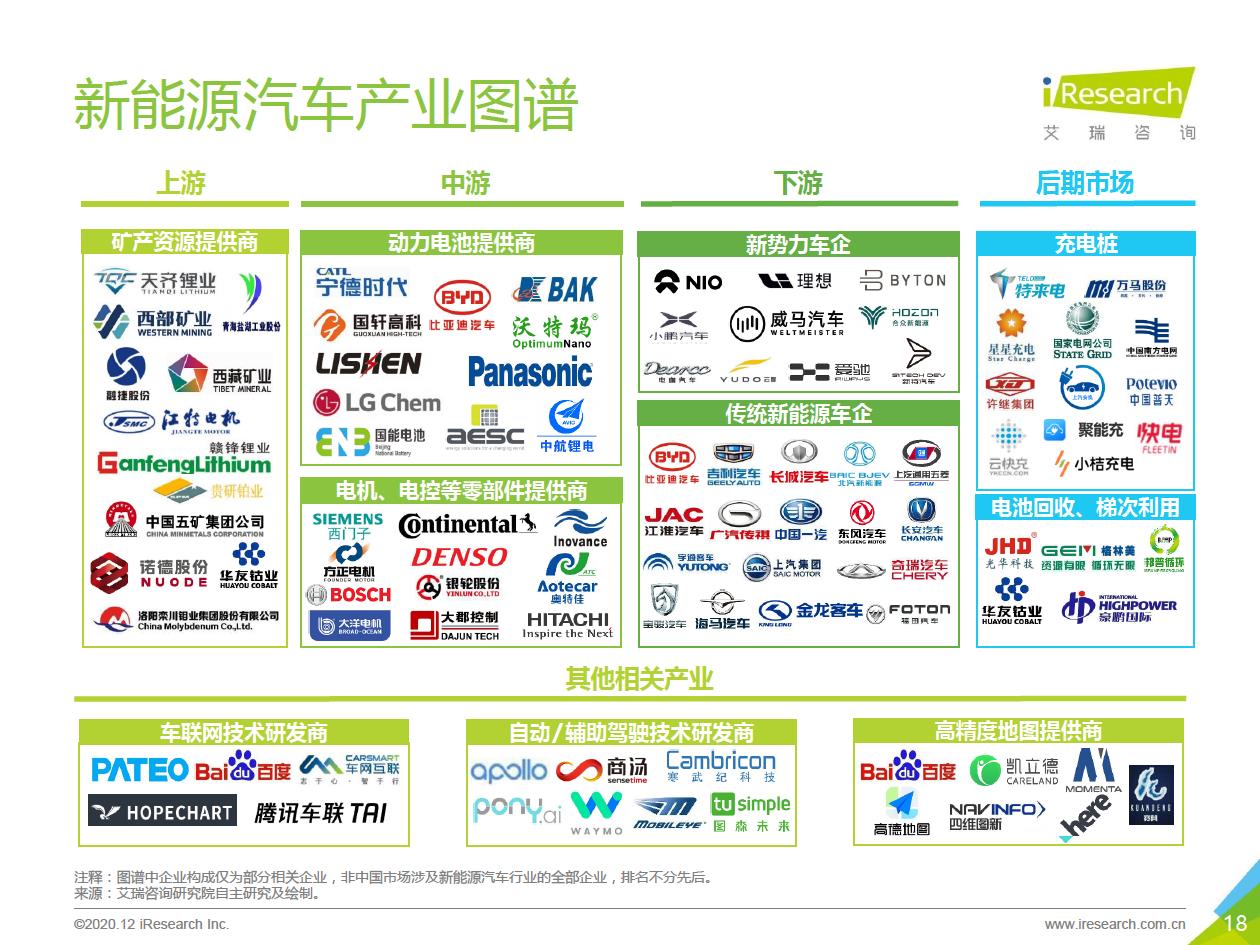 新能源汽车产业图谱
iResearch
艾 瑞 咨 询
上游
中游
下游
后期市场
矿产资源提供商
TQC 天齐锂业
TIANQI LITHIUM
青海盐湖工业股份
西部矿业
WESTERN MINING
融捷股份
西藏矿业
TIBET MINERAL
JSMC 江特电机
JIANGTE MOTOR
赣锋锂业
GanfengLithium
SPM 贵研铂业
中国五矿集团公司
CHINA MINMETALS CORPORATION
诺德股份
NUODE
华友钴业
HUAYOU COBALT
洛阳栾川钼业集团股份有限公司
China Molybdenum Co.,Ltd.
动力电池提供商
CATL
宁德时代
BYD
比亚迪汽车
BAK
国轩高科
GUOXUAN HIGH-TECH
沃特玛®
OptimumNano
LISHEN
Panasonic
LG Chem
国能电池
Beijing
National Battery
AESC
energy solutions for a changing world
AVIC
中航锂电
电机、电控等零部件提供商
SIEMENS
西门子
Continental
Inovance
方正电机
FOUNDER MOTOR
DENSO
ATC
Aotecar
奥特佳
BOSCH
银轮股份
YINLUN CO.,LTD
大洋电机
BROAD-OCEAN
大郡控制
DAJUN TECH
HITACHI
Inspire the Next
新势力车企
NIO
理想
BYTON
小鹏汽车
威马汽车
WELTMEISTER
HOZON
合众新能源
Dearcc
电咖汽车
YUDO云度
爱驰
AIWAYS
SITECH DEV
新特汽车
传统新能源车企
BYD
比亚迪汽车
吉利汽车
GEELY AUTO
长城汽车
BAIC BJEV
北汽新能源
上汽通用五菱
SGMW
JAC
江淮汽车
广汽传祺
中国一汽
东风汽车
DONGFENG MOTOR
长安汽车
CHANGAN
宇通客车
YUTONG
SAIC
上汽集团
SAIC MOTOR
奇瑞汽车
CHERY
宝骏汽车
海马汽车
KING LONG
金龙客车
FOTON
福田汽车
充电桩
TELD
特来电
万马股份
星星充电
Star Charge
国家电网公司
STATE GRID
中国南方电网
许继集团
上汽安悦
Potevio
中国普天
云快充
YKCCN.COM
聚能充
快电
FLEETIN
小桔充电
电池回收、梯次利用
JHD®
光华科技
GEM 格林美
资源有限 循环无限
邦普循环
华友钴业
HUAYOU COBALT
INTERNATIONAL
HIGHPOWER
豪鹏国际
其他相关产业
车联网技术研发商
PATEO
Bai du 百度
CARSMART
车网互联
志于心·智于行
HOPECHART
腾讯车联 TAI
自动/辅助驾驶技术研发商
apollo
商汤
sensetime
Cambricon
寒武纪科技
pony.ai
WAYMO
MOBILEYE
tu simple
图森未来
高精度地图提供商
Bai du 百度
凯立德
CARELAND
MOMENTA
高德地图
NAVINFO
四维图新
here
KUANDENG
宽凳
注释：图谱中企业构成仅为部分相关企业，非中国市场涉及新能源汽车行业的全部企业，排名不分先后。
来源：艾瑞咨询研究院自主研究及绘制。
©2020.12 iResearch Inc.
www.iresearch.com.cn
18